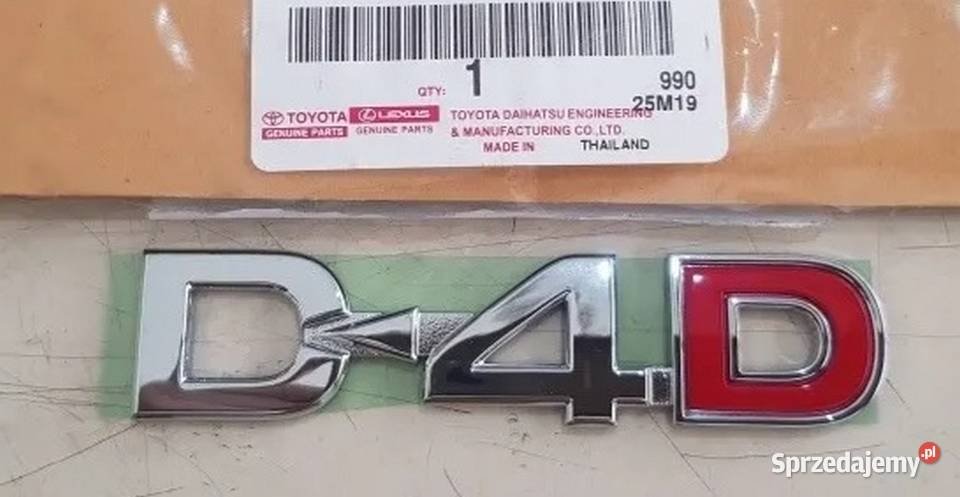 1
QTY:
990
25M19
TOYOTA LEXUS
GENUINE PARTS GENUINE PARTS
TOYOTA DAIHATSU ENGINEERING
& MANUFACTURING CO.,LTD.
MADE IN THAILAND
D-4D
Sprzedajemy.pl